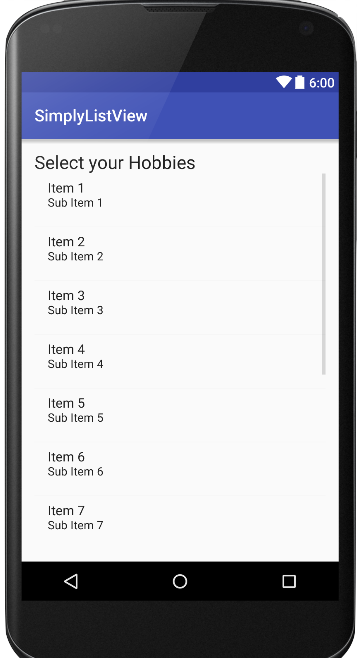 6:00
SimplyListView
Select your Hobbies
Item 1
Sub Item 1
Item 2
Sub Item 2
Item 3
Sub Item 3
Item 4
Sub Item 4
Item 5
Sub Item 5
Item 6
Sub Item 6
Item 7
Sub Item 7